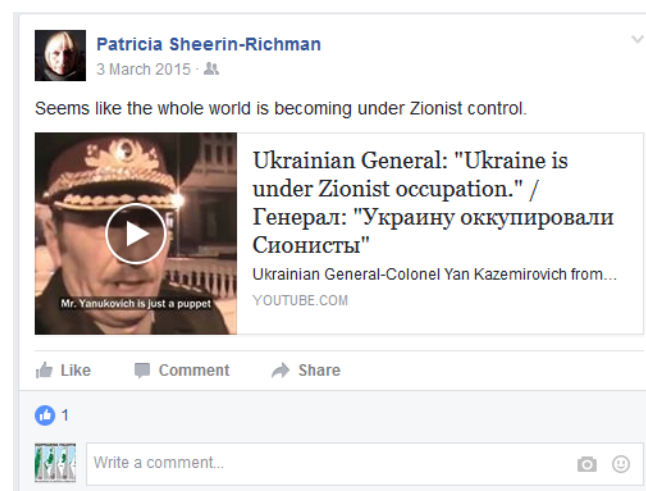 Patricia Sheerin-Richman
3 March 2015 ·
Seems like the whole world is becoming under Zionist control.
Mr. Yanukovich is just a puppet
Ukrainian General: "Ukraine is
under Zionist occupation." /
Генерал: "Украину оккупировали
Сионисты"
Ukrainian General-Colonel Yan Kazemirovich from...
YOUTUBE.COM
Like Comment Share
1
Write a comment...